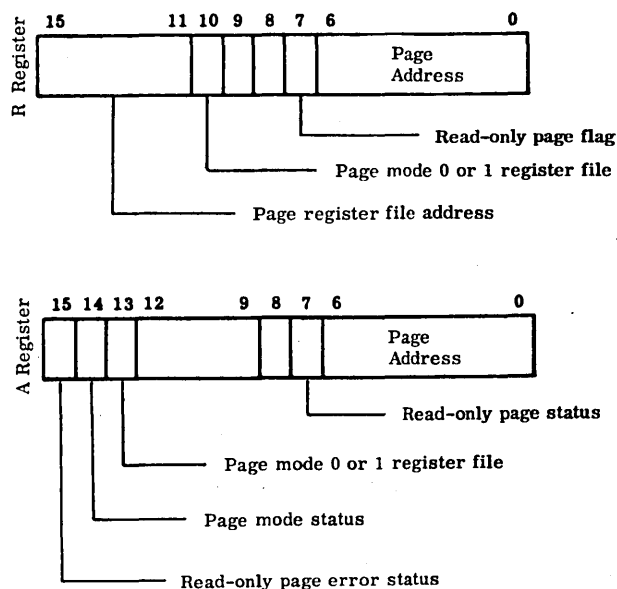 15 11 10 9 8 7 6 0
R Register
Page
Address
Read-only page flag
Page mode 0 or 1 register file
Page register file address
15 14 13 12 9 8 7 6 0
A Register
Page
Address
Read-only page status
Page mode 0 or 1 register file
Page mode status
Read-only page error status